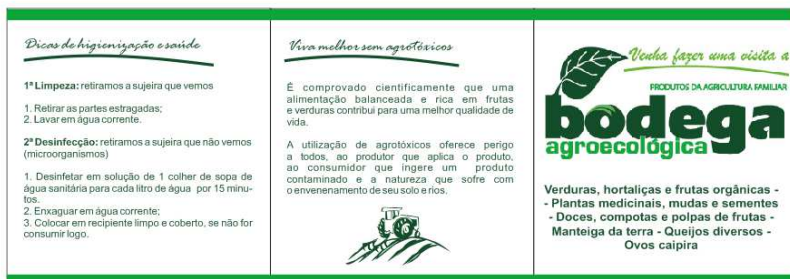 Dicas de higienização e saúde
1ª Limpeza: retiramos a sujeira que vemos
1. Retirar as partes estragadas;
2. Lavar em água corrente.
2ª Desinfecção: retiramos a sujeira que não vemos
(microorganismos)
1. Desinfetar em solução de 1 colher de sopa de
água sanitária para cada litro de água por 15 minu-
tos.
2. Enxaguar em água corrente;
3. Colocar em recipiente limpo e coberto, se não for
consumir logo.
Viva melhor sem agrotóxicos
É comprovado cientificamente que uma
alimentação balanceada e rica em frutas
e verduras contribui para uma melhor qualidade de
vida.
A utilização de agrotóxicos oferece perigo
a todos, ao produtor que aplica o produto,
ao consumidor que ingere um produto
contaminado e a natureza que sofre com
o envenenamento de seu solo e rios.
Venha fazer uma visita a
PRODUTOS DA AGRICULTURA FAMILIAR
bodega
agroecológica
Verduras, hortaliças e frutas orgânicas -
- Plantas medicinais, mudas e sementes
- Doces, compotas e polpas de frutas -
Manteiga da terra - Queijos diversos -
Ovos caipira